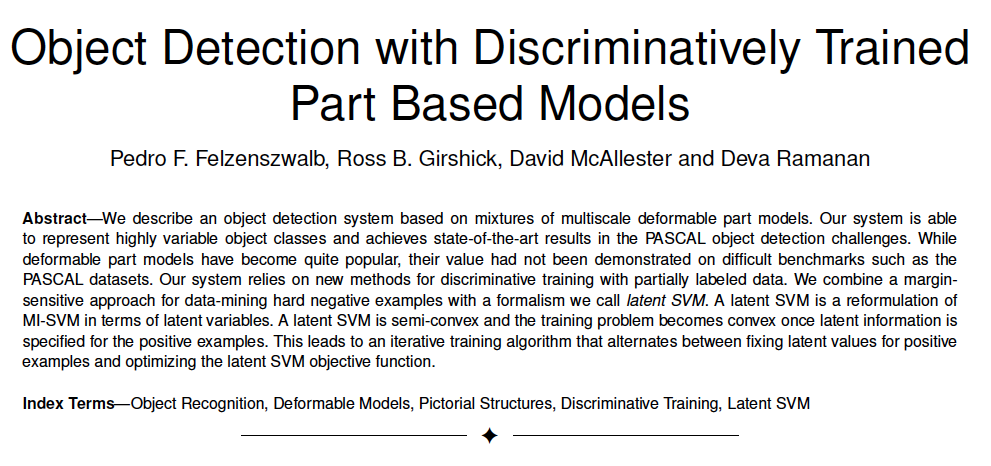 Object Detection with Discriminatively Trained
Part Based Models
Pedro F. Felzenszwalb, Ross B. Girshick, David McAllester and Deva Ramanan
Abstract—We describe an object detection system based on mixtures of multiscale deformable part models. Our system is able
to represent highly variable object classes and achieves state-of-the-art results in the PASCAL object detection challenges. While
deformable part models have become quite popular, their value had not been demonstrated on difficult benchmarks such as the
PASCAL datasets. Our system relies on new methods for discriminative training with partially labeled data. We combine a margin-
sensitive approach for data-mining hard negative examples with a formalism we call latent SVM. A latent SVM is a reformulation of
MI-SVM in terms of latent variables. A latent SVM is semi-convex and the training problem becomes convex once latent information is
specified for the positive examples. This leads to an iterative training algorithm that alternates between fixing latent values for positive
examples and optimizing the latent SVM objective function.
Index Terms—Object Recognition, Deformable Models, Pictorial Structures, Discriminative Training, Latent SVM